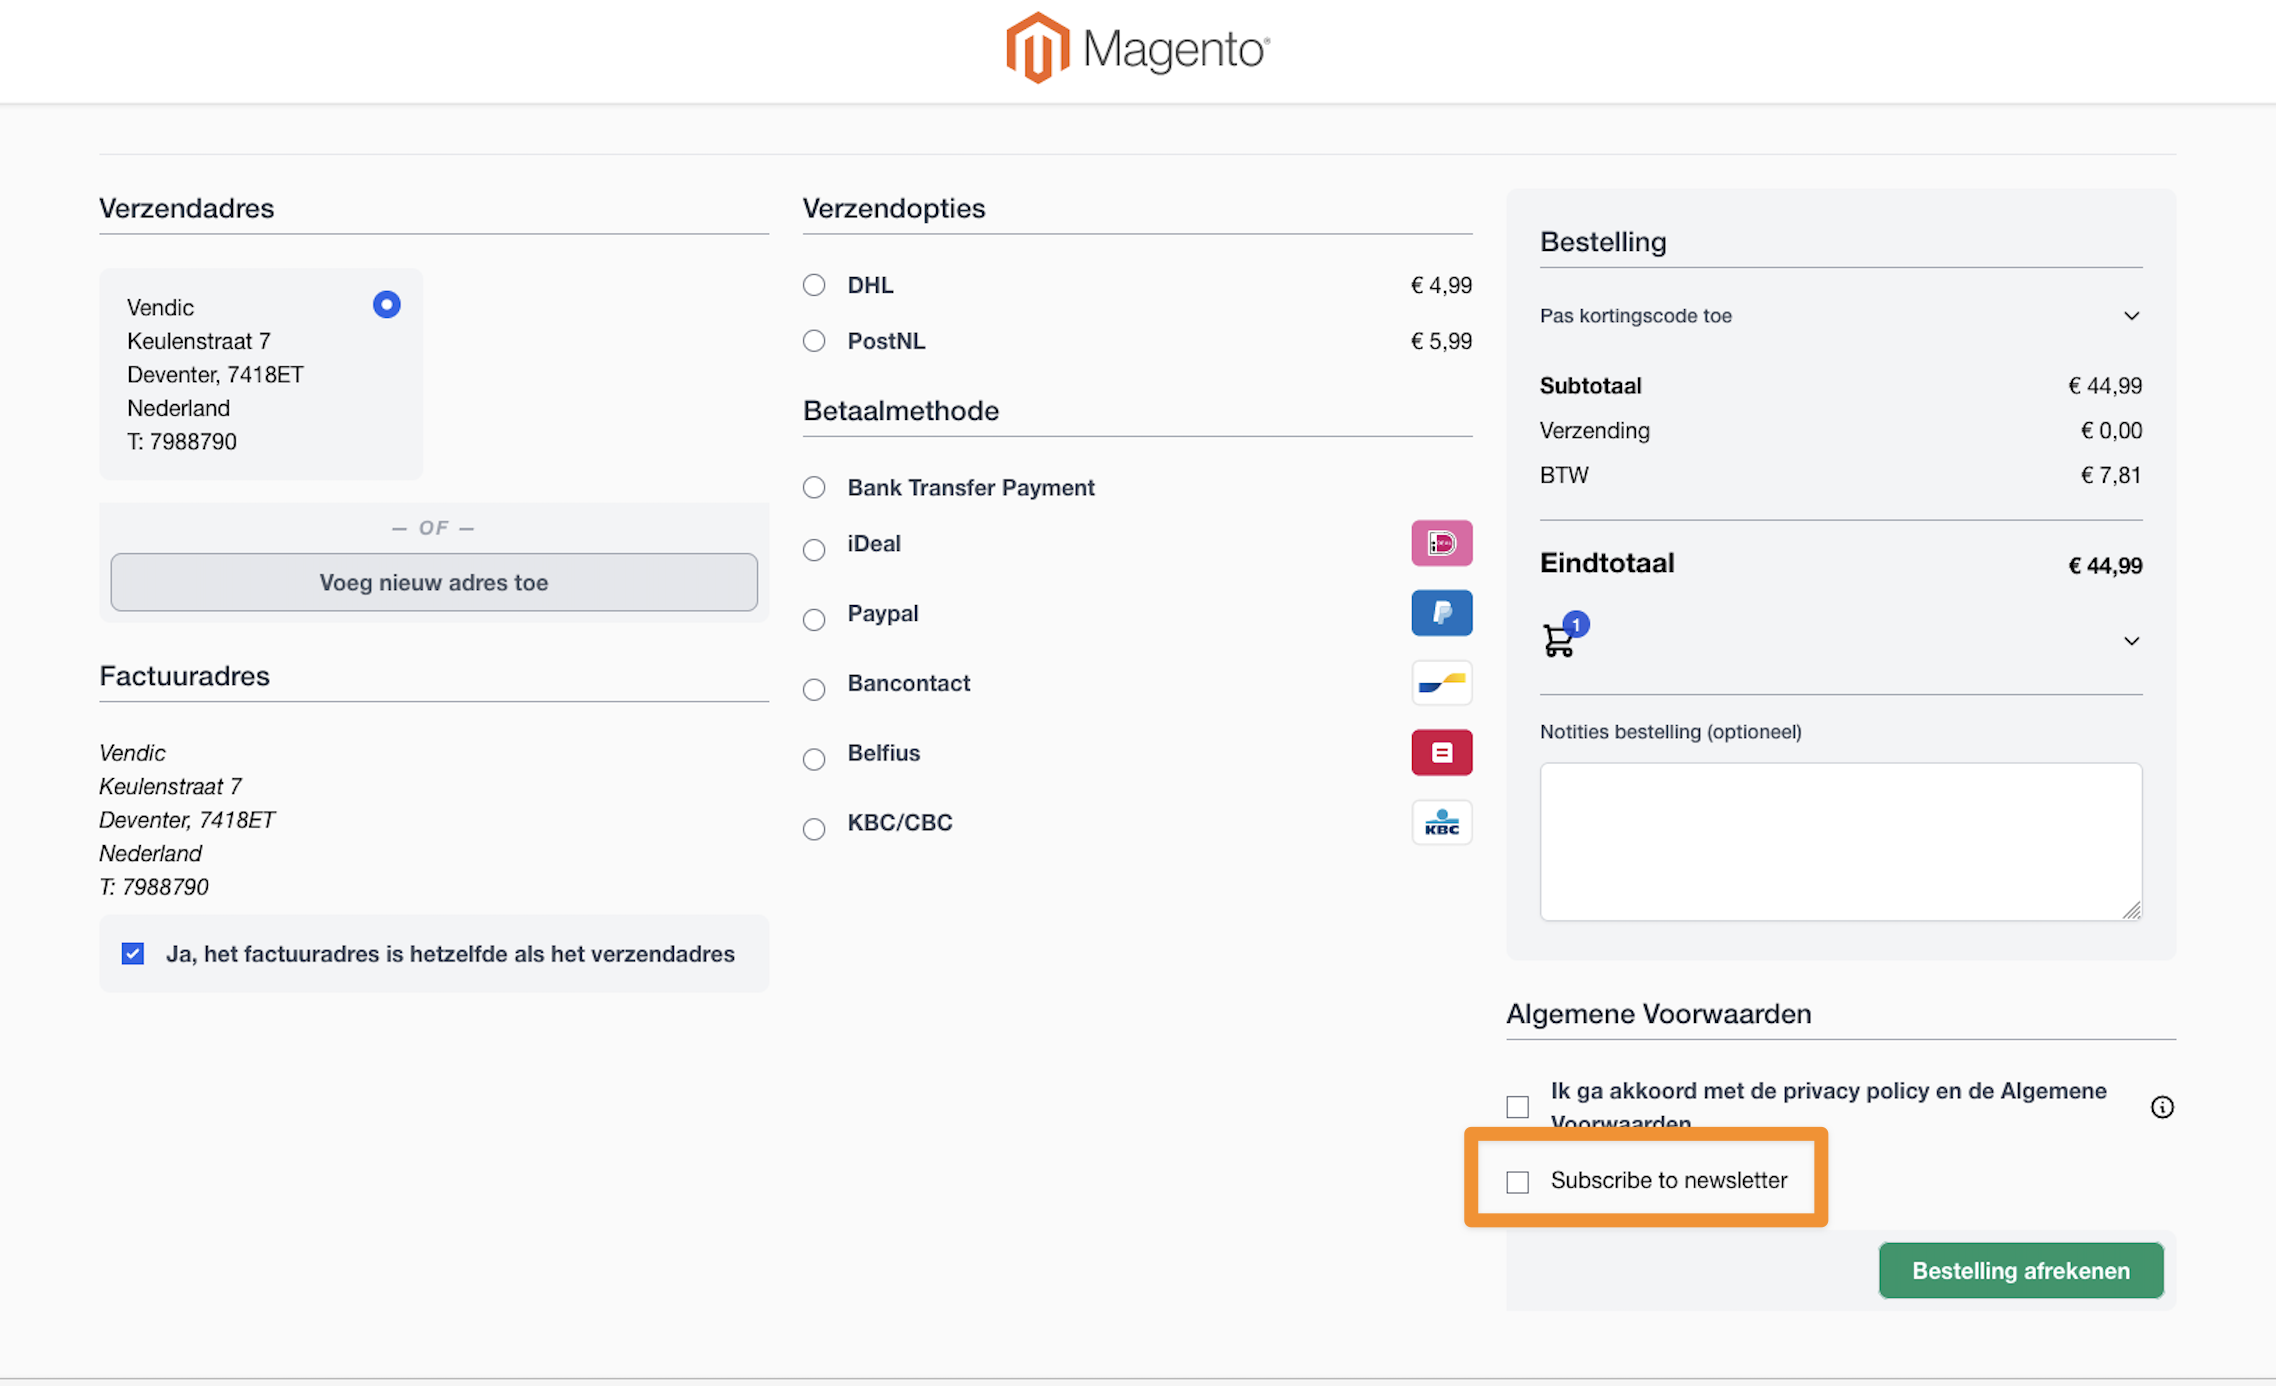 Magento®
Verzendadres
Vendic
Keulenstraat 7
Deventer, 7418ET
Nederland
T: 7988790
— OF —
Voeg nieuw adres toe
Factuuradres
Vendic
Keulenstraat 7
Deventer, 7418ET
Nederland
T: 7988790
Ja, het factuuradres is hetzelfde als het verzendadres
Verzendopties
DHL € 4,99
PostNL € 5,99
Betaalmethode
Bank Transfer Payment
iDeal
Paypal
Bancontact
Belfius
KBC/CBC
KBC
Bestelling
Pas kortingscode toe
Subtotaal € 44,99
Verzending € 0,00
BTW € 7,81
Eindtotaal € 44,99
1
Notities bestelling (optioneel)
Algemene Voorwaarden
Ik ga akkoord met de privacy policy en de Algemene
Voorwaarden
Subscribe to newsletter
Bestelling afrekenen